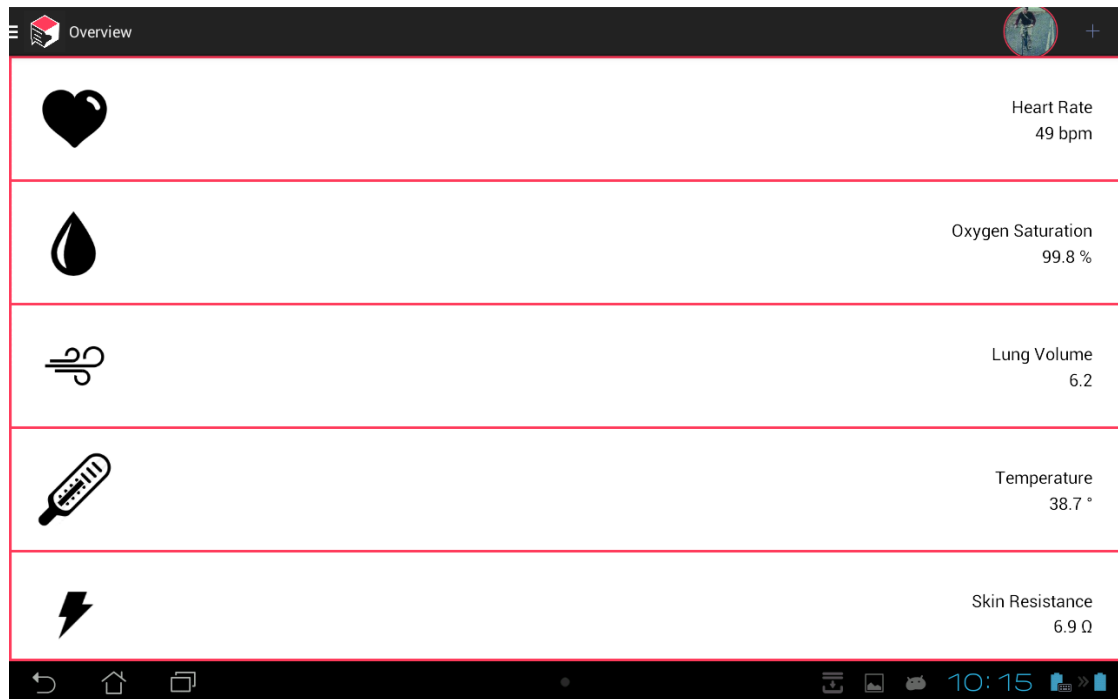 Overview
Heart Rate
49 bpm
Oxygen Saturation
99.8 %
Lung Volume
6.2
Temperature
38.7 °
Skin Resistance
6.9 Ω
10:15